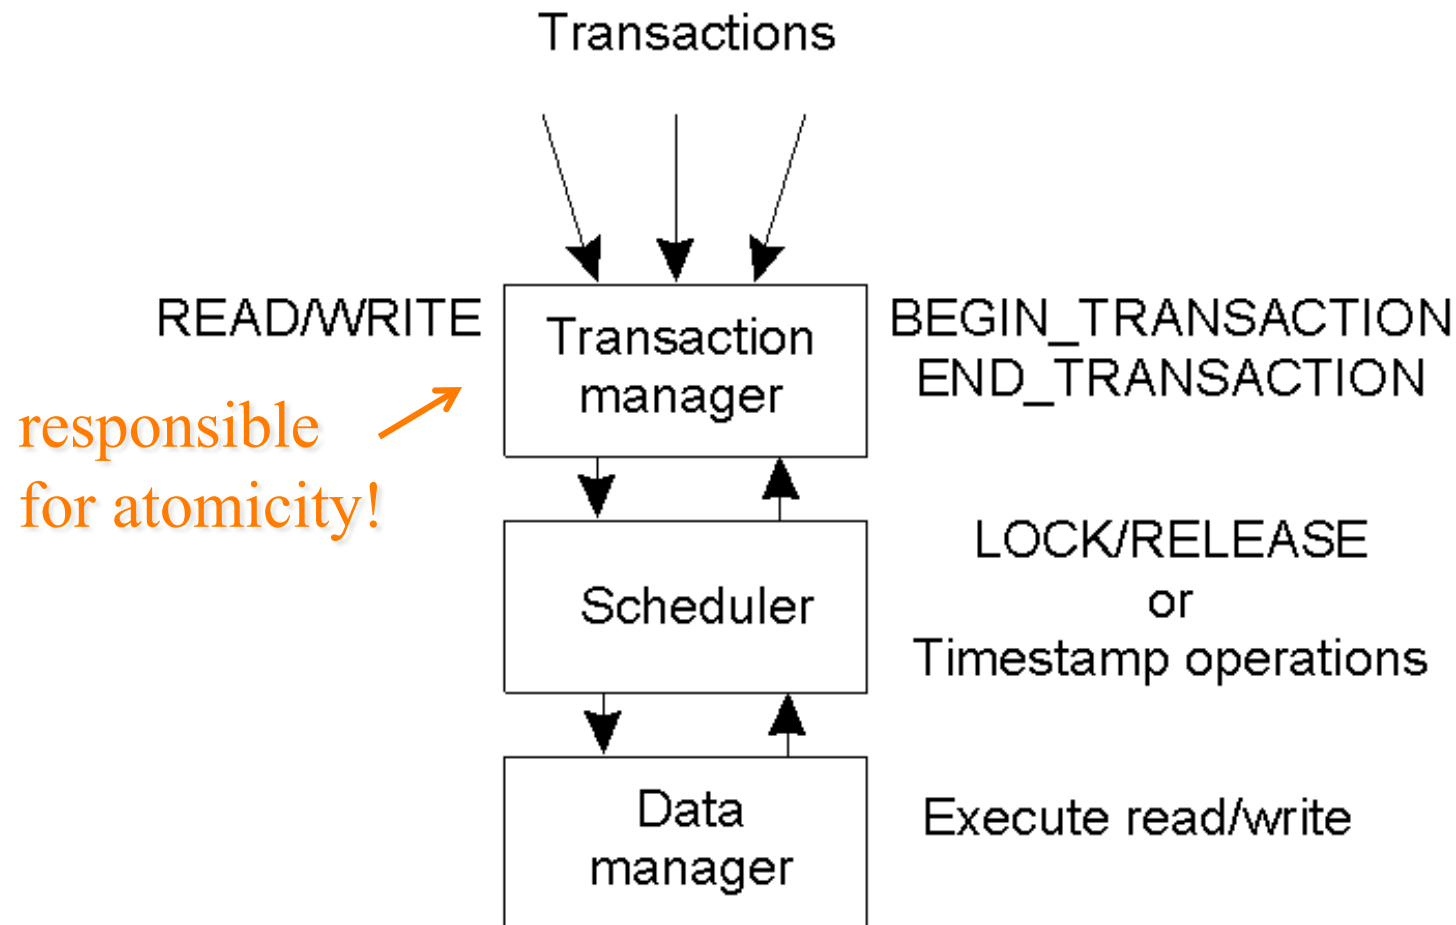 Transactions
READ/WRITE
Transaction
manager
BEGIN_TRANSACTION
END_TRANSACTION
responsible
for atomicity!
Scheduler
LOCK/RELEASE
or
Timestamp operations
Data
manager
Execute read/write